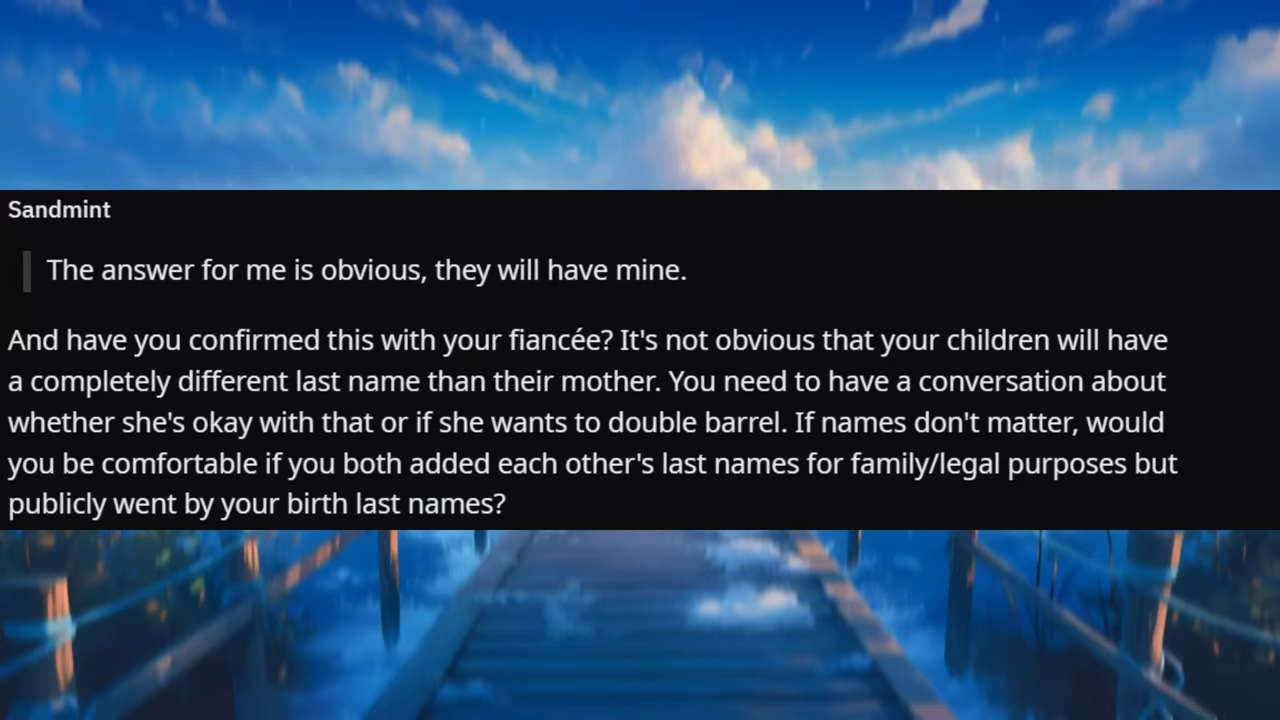 Sandmint
The answer for me is obvious, they will have mine.
And have you confirmed this with your fiancée? It's not obvious that your children will have
a completely different last name than their mother. You need to have a conversation about
whether she's okay with that or if she wants to double barrel. If names don't matter, would
you be comfortable if you both added each other's last names for family/legal purposes but
publicly went by your birth last names?